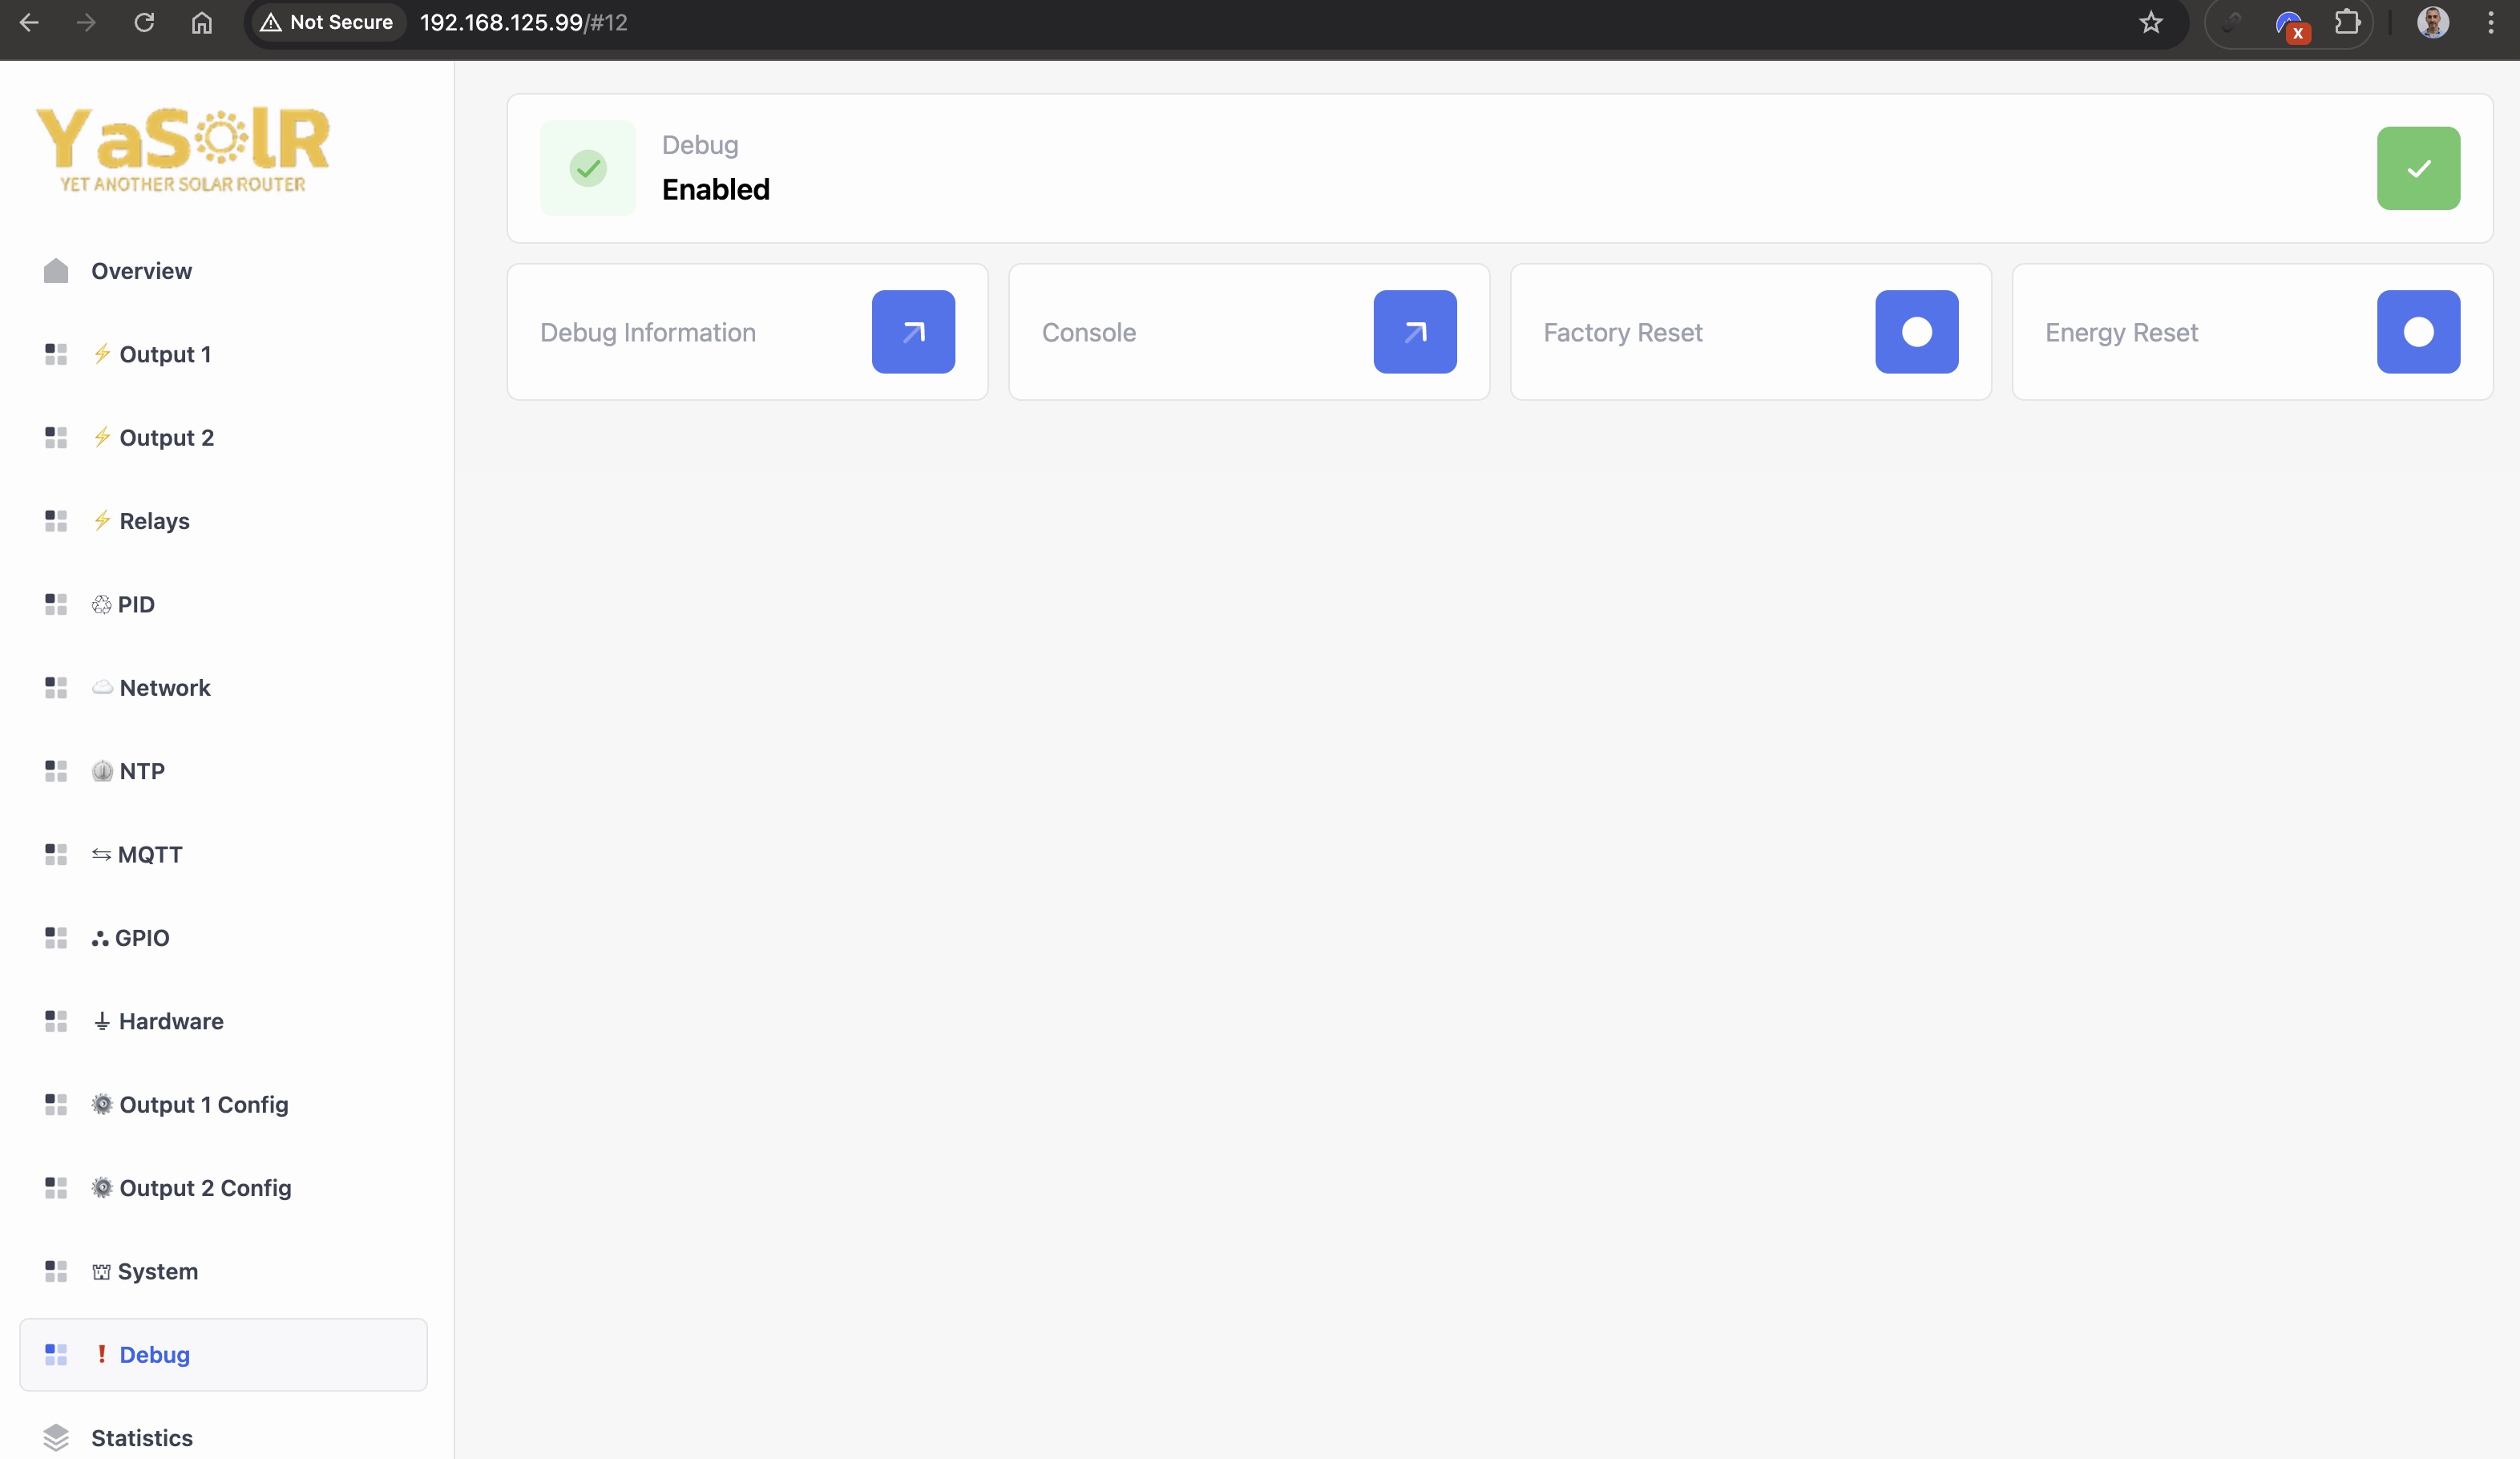 Not Secure
192.168.125.99/#12
X
YaSolR
YET ANOTHER SOLAR ROUTER
Overview
⚡ Output 1
⚡ Output 2
⚡ Relays
♲ PID
☁ Network
NTP
⇆ MQTT
⛬ GPIO
⏚ Hardware
⚙ Output 1 Config
⚙ Output 2 Config
⛫ System
❗ Debug
Statistics
Debug
Enabled
Debug Information
Console
Factory Reset
Energy Reset